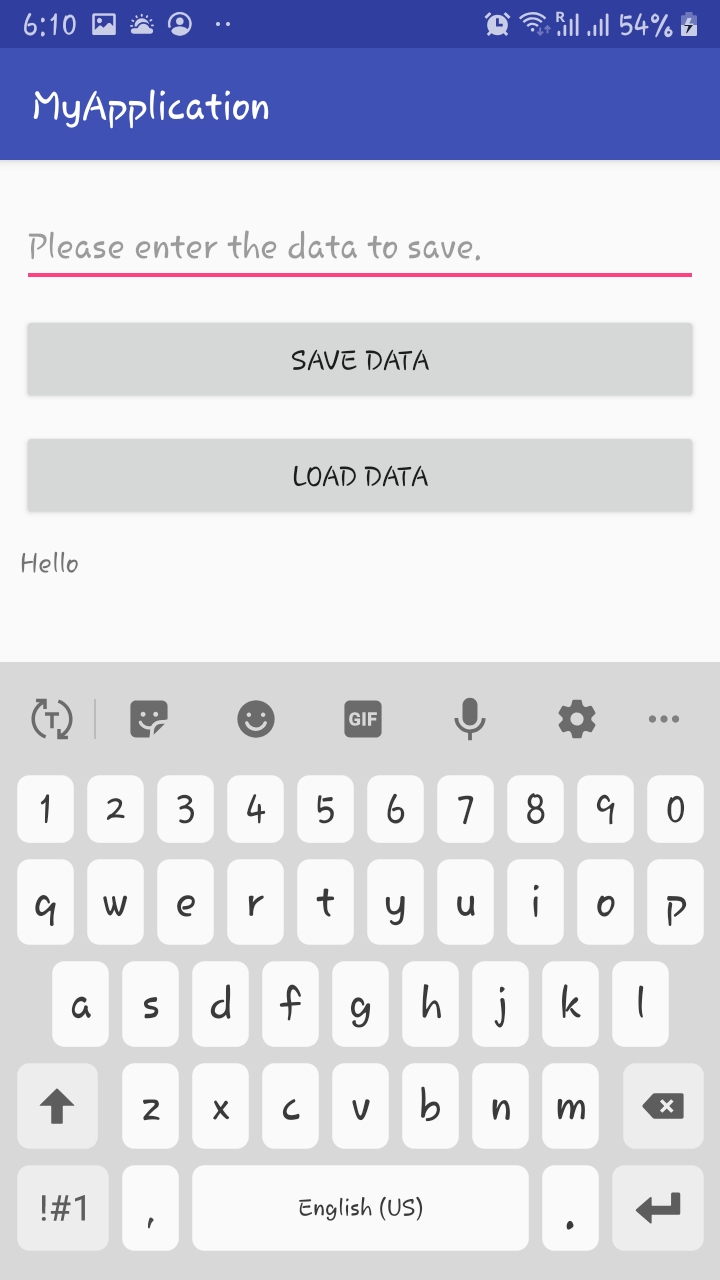 6:10 R 54%
MyApplication
Please enter the data to save.
SAVE DATA
LOAD DATA
Hello
T GIF
1 2 3 4 5 6 7 8 9 0
q w e r t y u i o p
a s d f g h j k l
z x c v b n m
!#1 , English (US) .